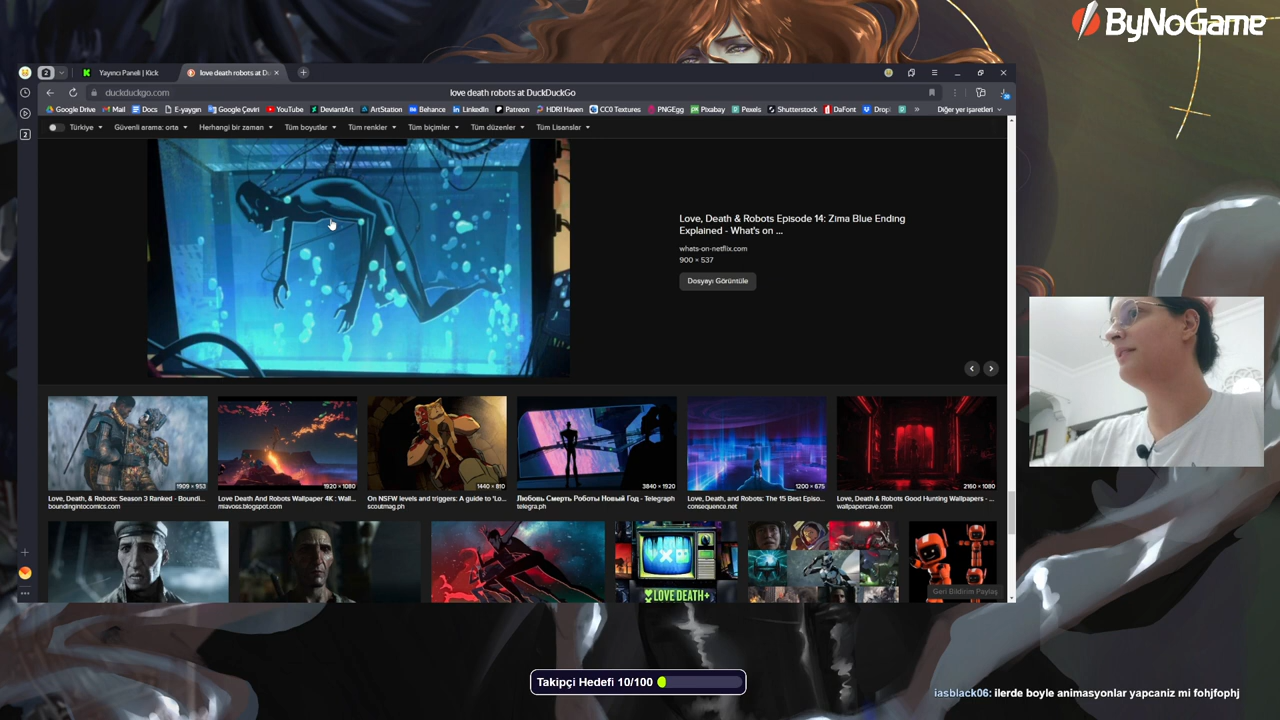 ByNoGame
2
Yayıncı Paneli | Kick
love death robots at Du
duckduckgo.com
love death robots at DuckDuckGo
Google Drive
Mail
Docs
E-yaygın
Google Çeviri
YouTube
DeviantArt
ArtStation
Behance
LinkedIn
Patreon
HDRI Haven
CC0 Textures
PNGEgg
Pixabay
Pexels
Shutterstock
DaFont
Drop
»
Diğer yer işaretleri
2
Türkiye
Güvenli arama: orta
Herhangi bir zaman
Tüm boyutlar
Tüm renkler
Tüm biçimler
Tüm düzenler
Tüm Lisanslar
Love, Death & Robots Episode 14: Zima Blue Ending
Explained - What's on ...
whats-on-netflix.com
900 × 537
Dosyayı Görüntüle
1909 × 953
1920 × 1080
1440 × 810
3840 × 1920
1200 × 675
2160 × 1080
Love, Death, & Robots: Season 3 Ranked - Boundi...
boundingintocomics.com
Love Death And Robots Wallpaper 4K : Wall...
miavoss.blogspot.com
On NSFW levels and triggers: A guide to 'Lo...
scoutmag.ph
Любовь Смерть Роботы Новый Год - Telegraph
telegra.ph
Love, Death, and Robots: The 15 Best Episo...
consequence.net
Love, Death & Robots Good Hunting Wallpapers - ...
wallpapercave.com
LOVE DEATH+
Geri Bildirim Paylaş
Takipçi Hedefi 10/100
iasblack06: ilerde boyle animasyonlar yapcaniz mi fohjfophj